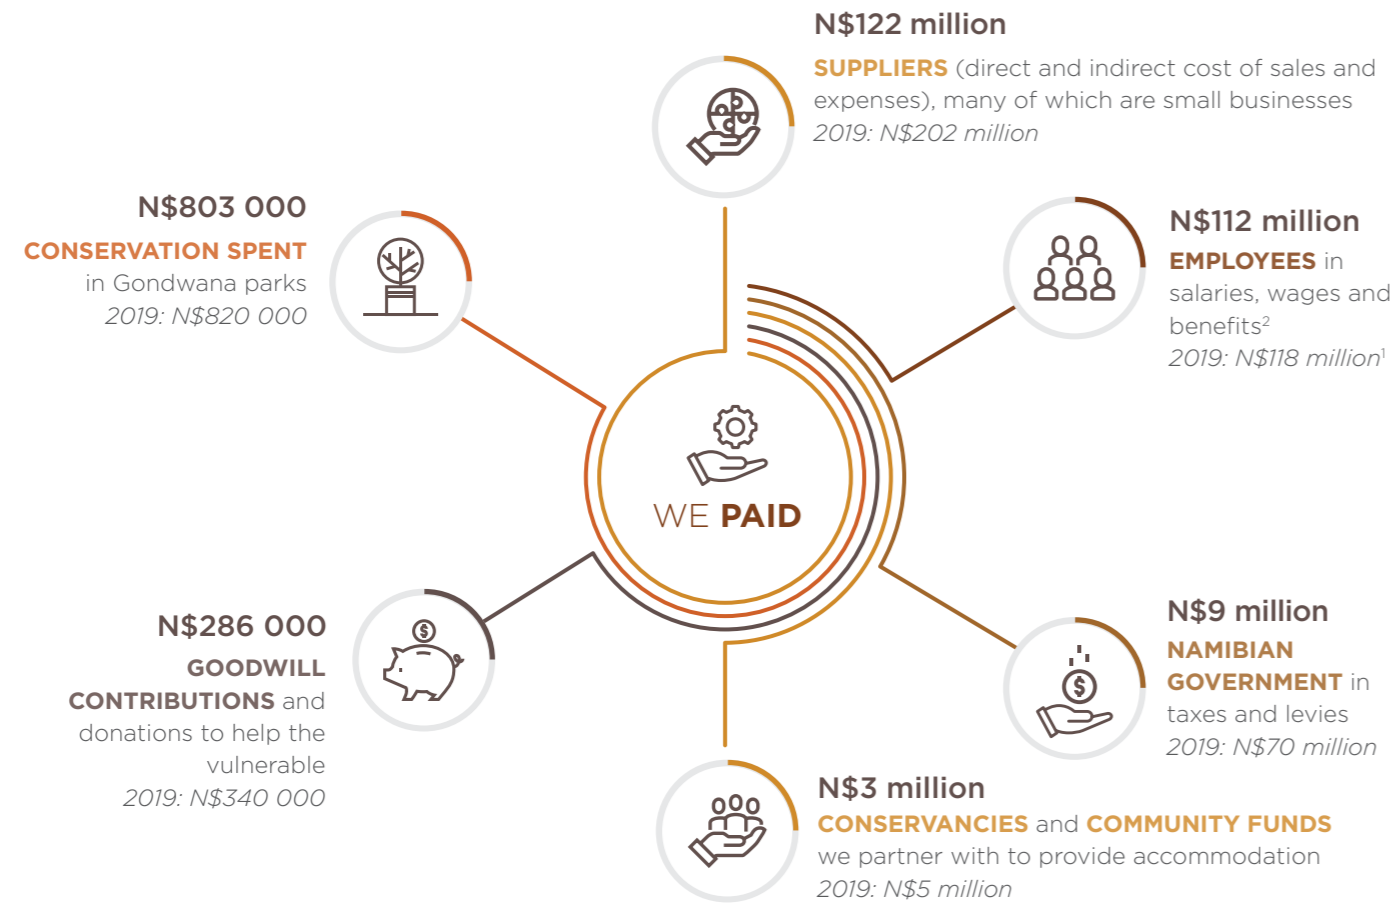 N$122 million
SUPPLIERS (direct and indirect cost of sales and
expenses), many of which are small businesses
2019: N$202 million
N$803 000
CONSERVATION SPENT
in Gondwana parks
2019: N$820 000
N$112 million
EMPLOYEES in
salaries, wages and
benefits²
2019: N$118 million¹
$
WE PAID
N$286 000
GOODWILL
CONTRIBUTIONS and
donations to help the
vulnerable
2019: N$340 000
$
N$9 million
NAMIBIAN
GOVERNMENT in
taxes and levies
2019: N$70 million
N$3 million
CONSERVANCIES and COMMUNITY FUNDS
we partner with to provide accommodation
2019: N$5 million